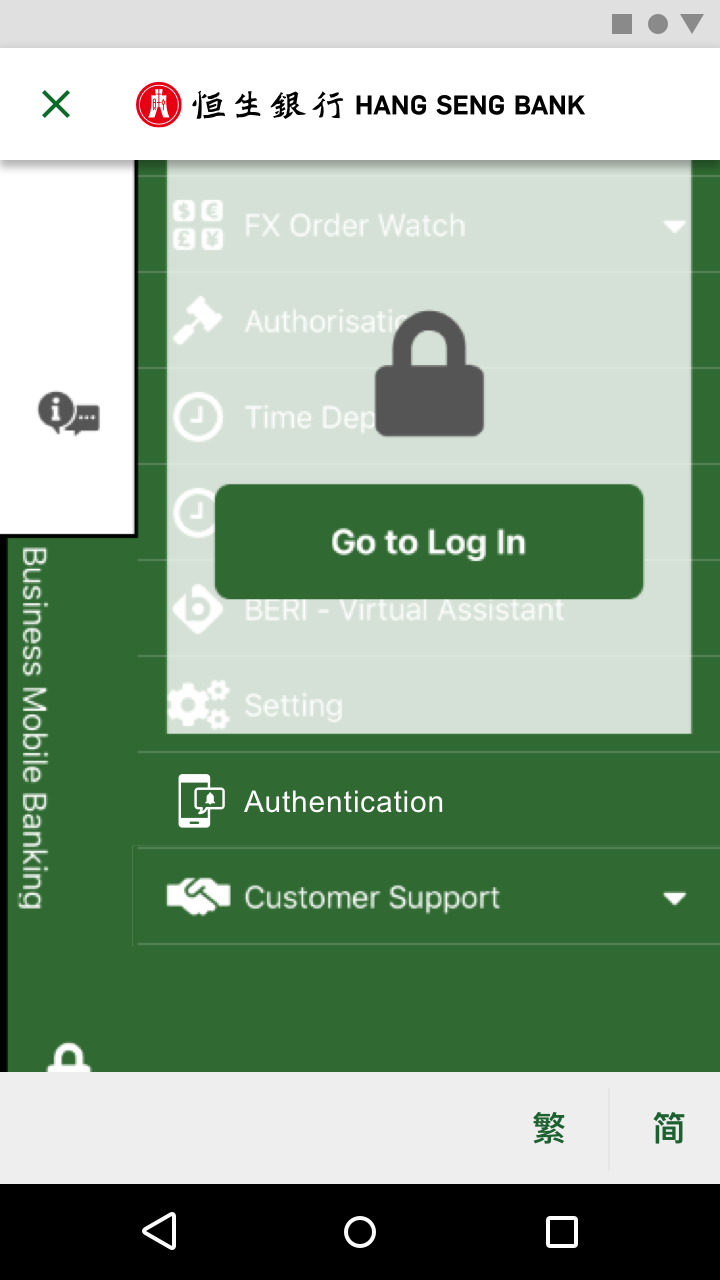 恒生銀行 HANG SENG BANK
FX Order Watch
Authorisatio
Time Dep
Go to Log In
BERI - Virtual Assistant
Setting
Authentication
Customer Support
Business Mobile Banking
繁 简